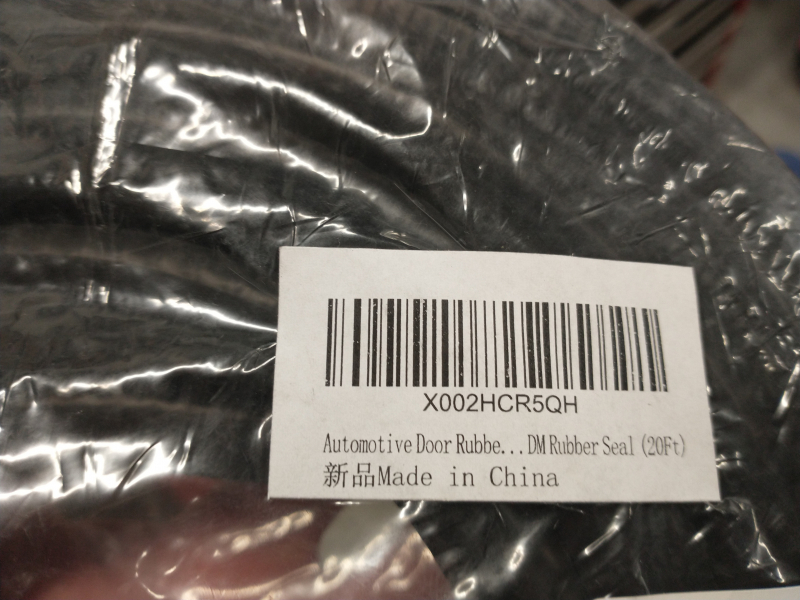 X002HCR5QH
Automotive Door Rubbe...DM Rubber Seal (20Ft)
新品Made in China